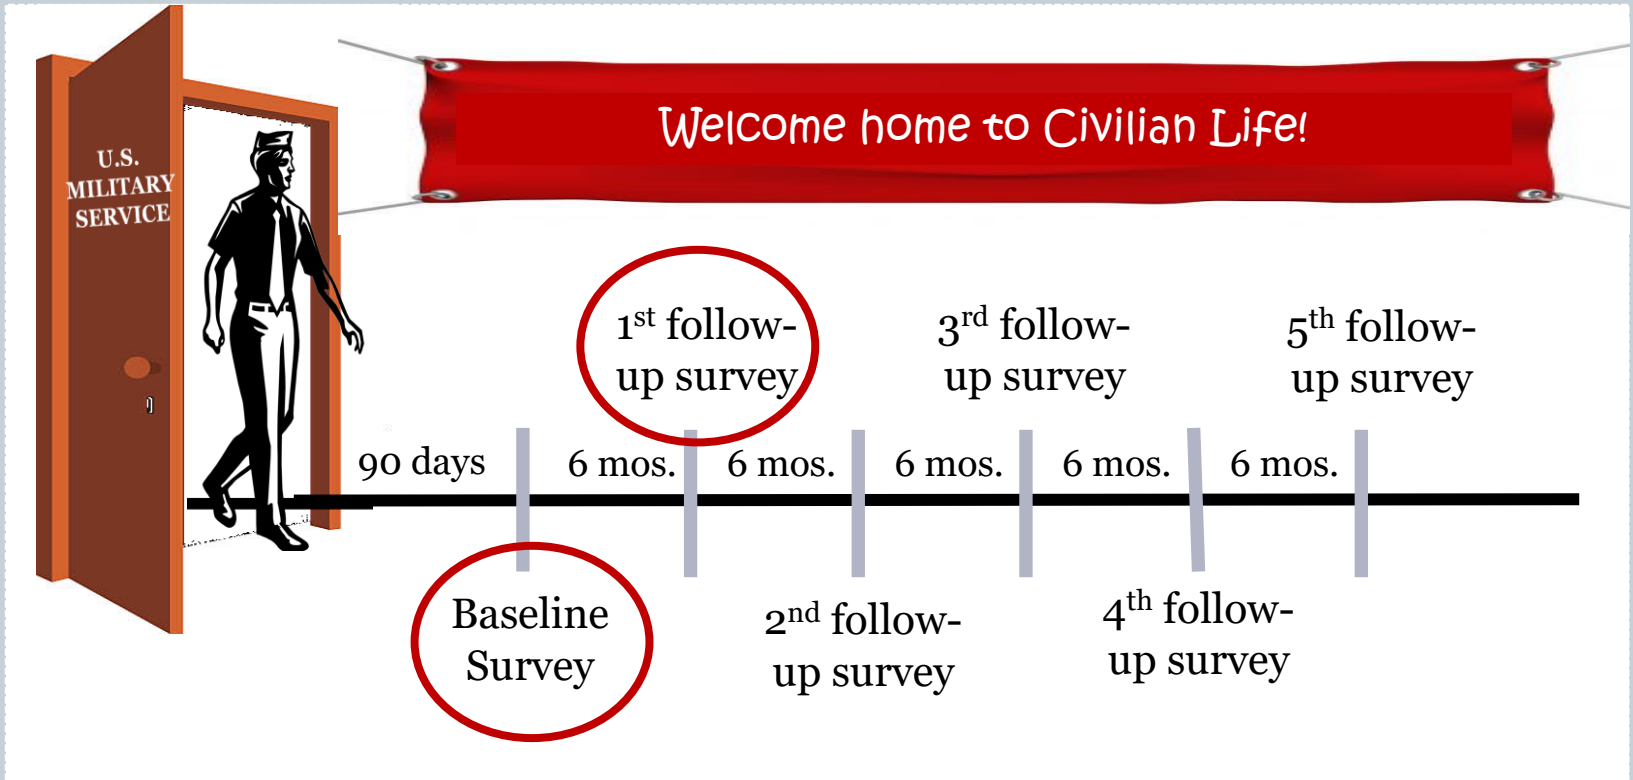 U.S.
MILITARY
SERVICE
Welcome home to Civilian Life!
1st follow-
up survey
3rd follow-
up survey
5th follow-
up survey
90 days
6 mos.
6 mos.
6 mos.
6 mos.
6 mos.
Baseline
Survey
2nd follow-
up survey
4th follow-
up survey